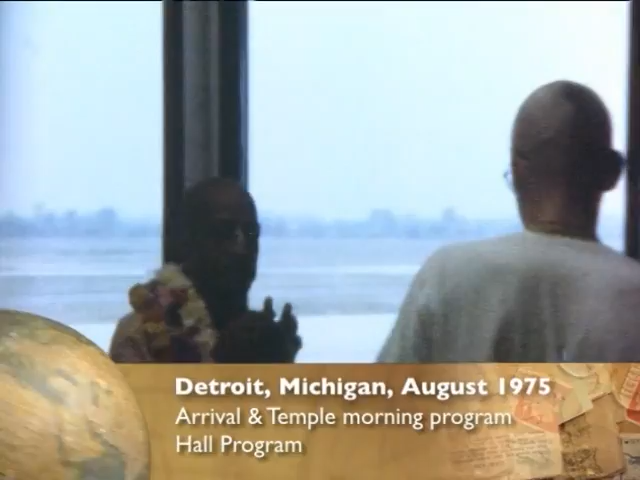 Detroit, Michigan, August 1975
Arrival & Temple morning program
Hall Program